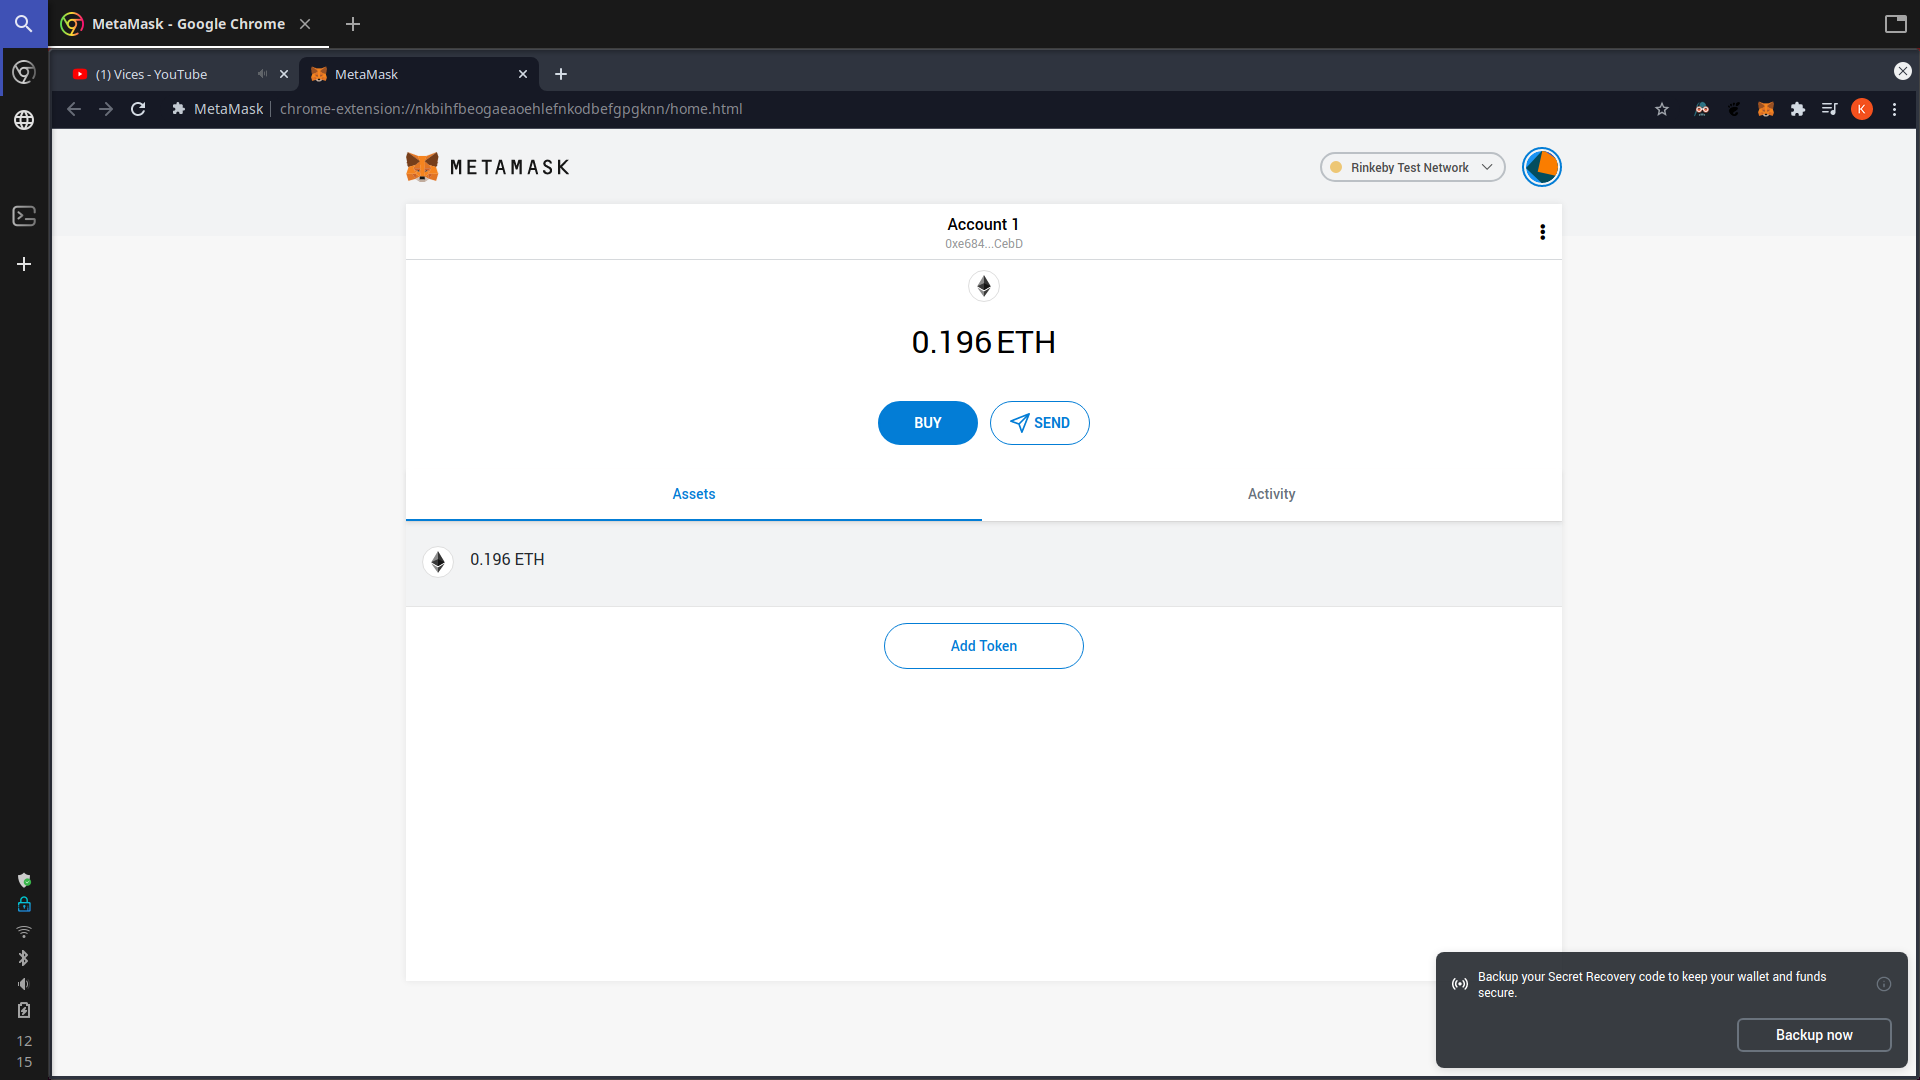 MetaMask - Google Chrome
(1) Vices - YouTube
MetaMask
MetaMask
chrome-extension://nkbihfbeogaeaoehlefnkodbefgpgknn/home.html
K
METAMASK
Rinkeby Test Network
Account 1
0xe684...CebD
0.196 ETH
BUY
SEND
Assets
Activity
0.196 ETH
Add Token
Backup your Secret Recovery code to keep your wallet and funds
secure.
Backup now
12
15